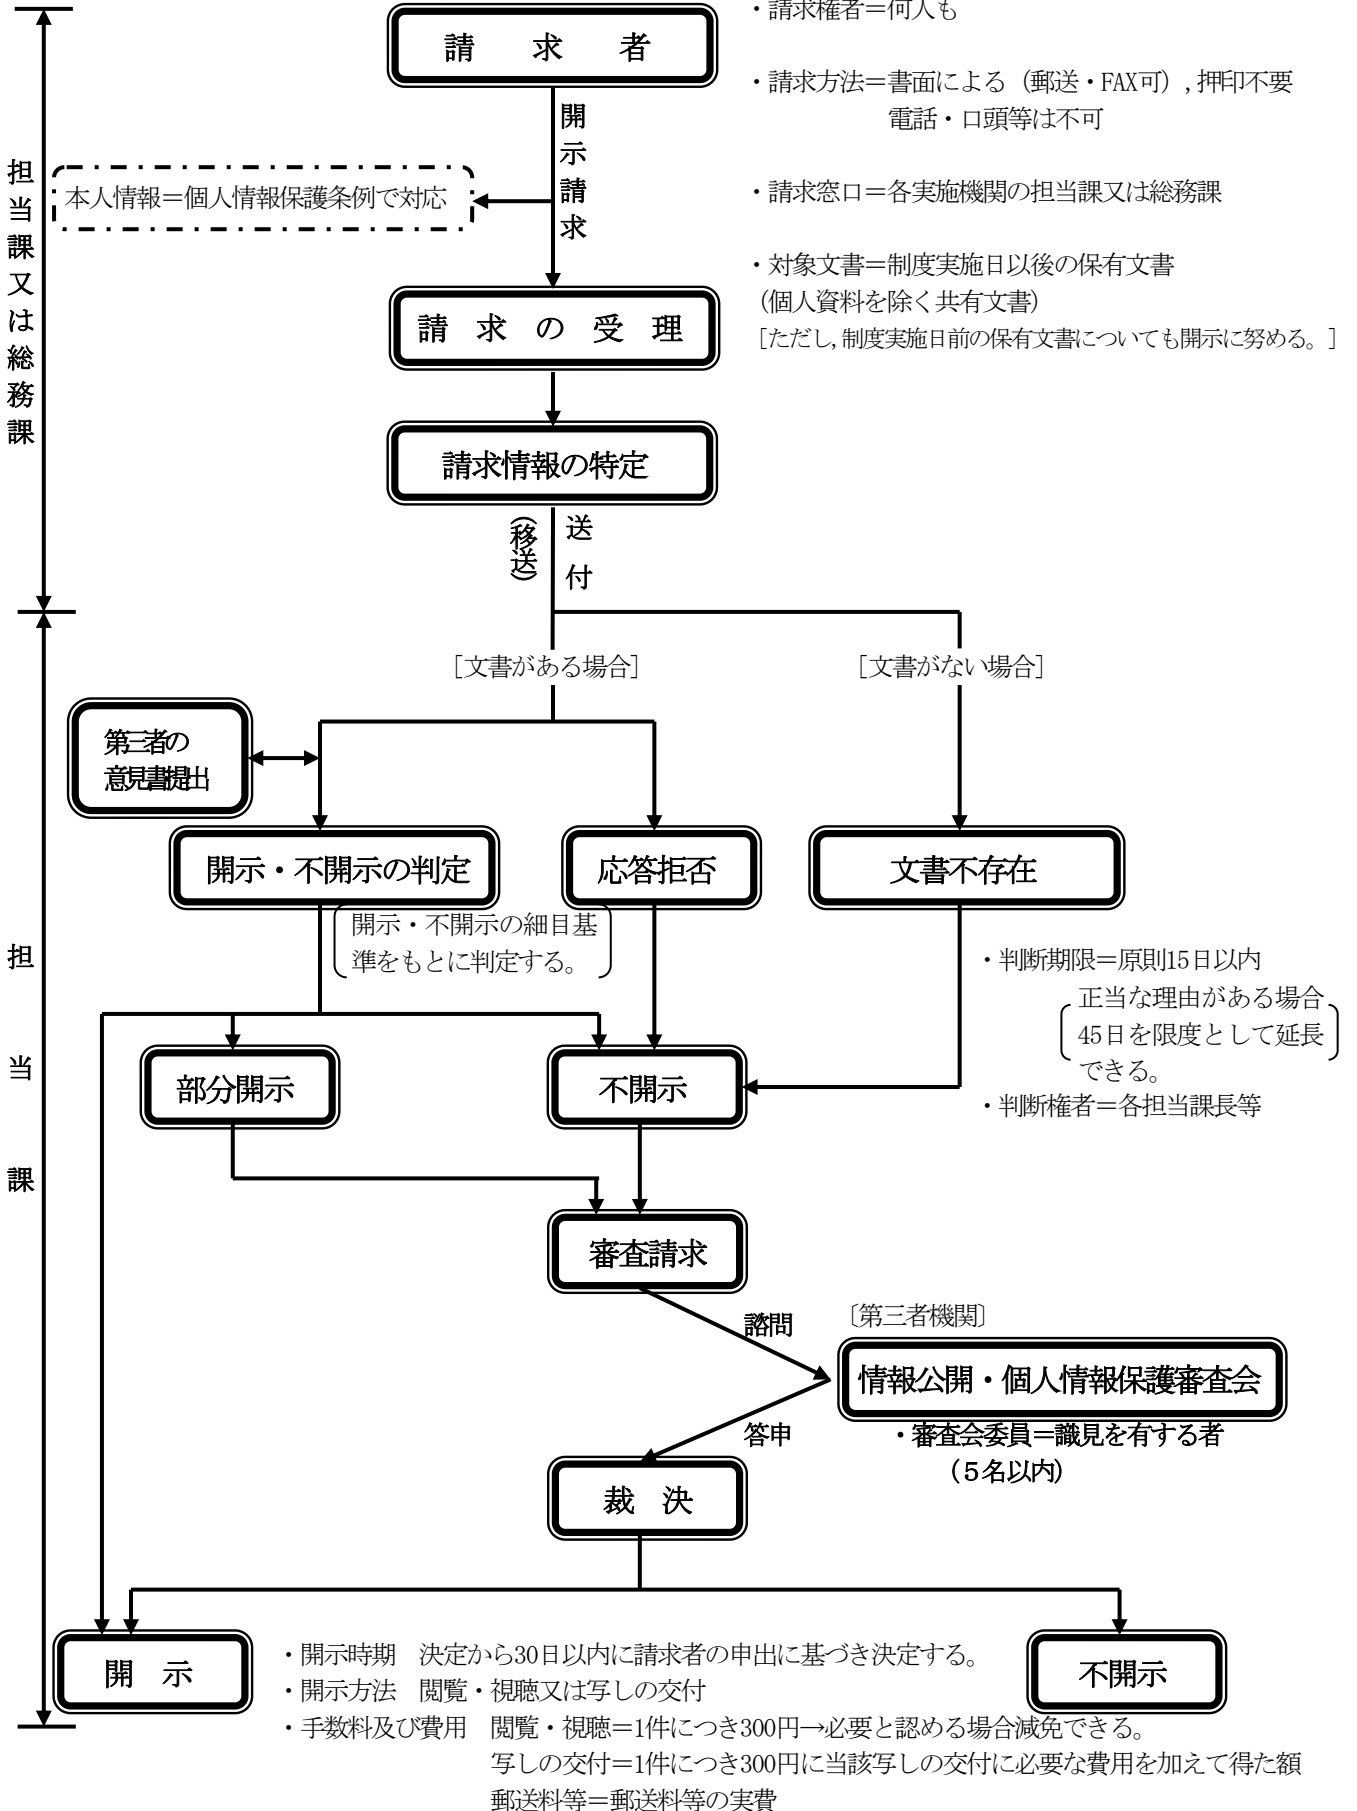 ・請求権者＝何人も
請　求　者
・請求方法＝書面による（郵送・FAX可）,押印不要
電話・口頭等は不可
開示請求
担当課又は総務課
本人情報＝個人情報保護条例で対応
・請求窓口＝各実施機関の担当課又は総務課
・対象文書＝制度実施日以後の保有文書
(個人資料を除く共有文書)
[ただし,制度実施日前の保有文書についても開示に努める。]
請　求　の　受　理
請求情報の特定
（移送）
送付
[文書がある場合]
[文書がない場合]
第三者の
意見書提出
開示・不開示の判定
応答拒否
文書不存在
開示・不開示の細目基
準をもとに判定する。
担当課
・判断期限＝原則15日以内
正当な理由がある場合
45日を限度として延長
できる。
・判断権者＝各担当課長等
部分開示
不開示
審査請求
諮問
〔第三者機関〕
情報公開・個人情報保護審査会
答申
・審査会委員＝識見を有する者
（５名以内）
裁　決
開　示
・開示時期　決定から30日以内に請求者の申出に基づき決定する。
・開示方法　閲覧・視聴又は写しの交付
・手数料及び費用　閲覧・視聴＝1件につき300円→必要と認める場合減免できる。
写しの交付＝1件につき300円に当該写しの交付に必要な費用を加えて得た額
郵送料等＝郵送料等の実費
不開示